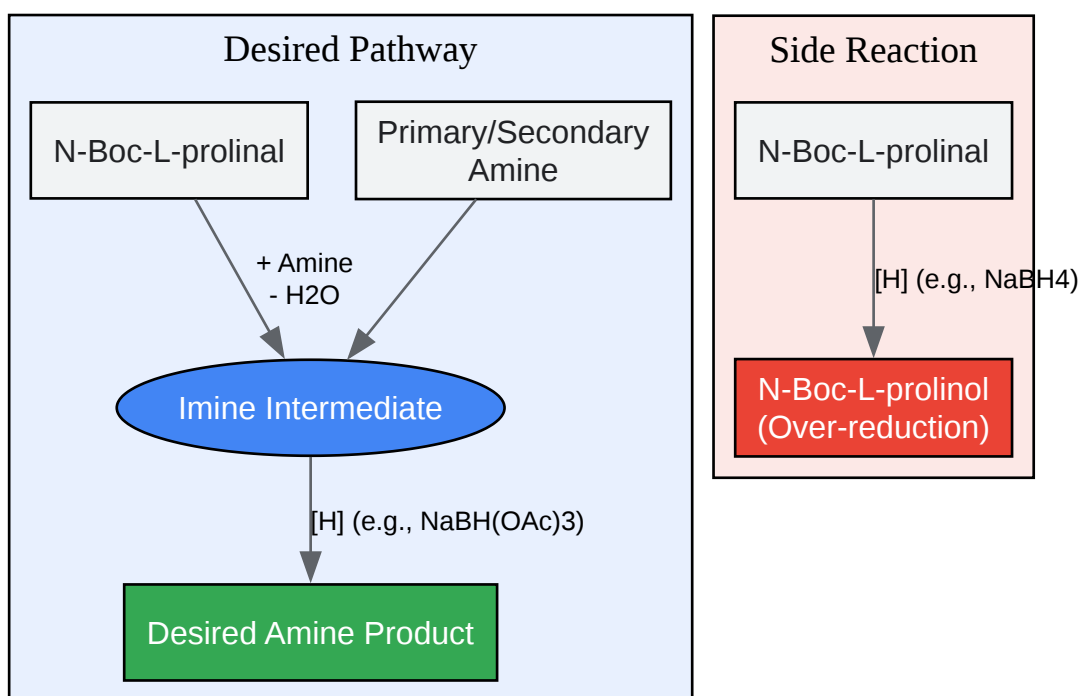 Desired Pathway
N-Boc-L-prolinal
Primary/Secondary
Amine
+ Amine
- H2O
Imine Intermediate
[H] (e.g., NaBH(OAc)3)
Desired Amine Product
Side Reaction
N-Boc-L-prolinal
[H] (e.g., NaBH4)
N-Boc-L-prolinol
(Over-reduction)